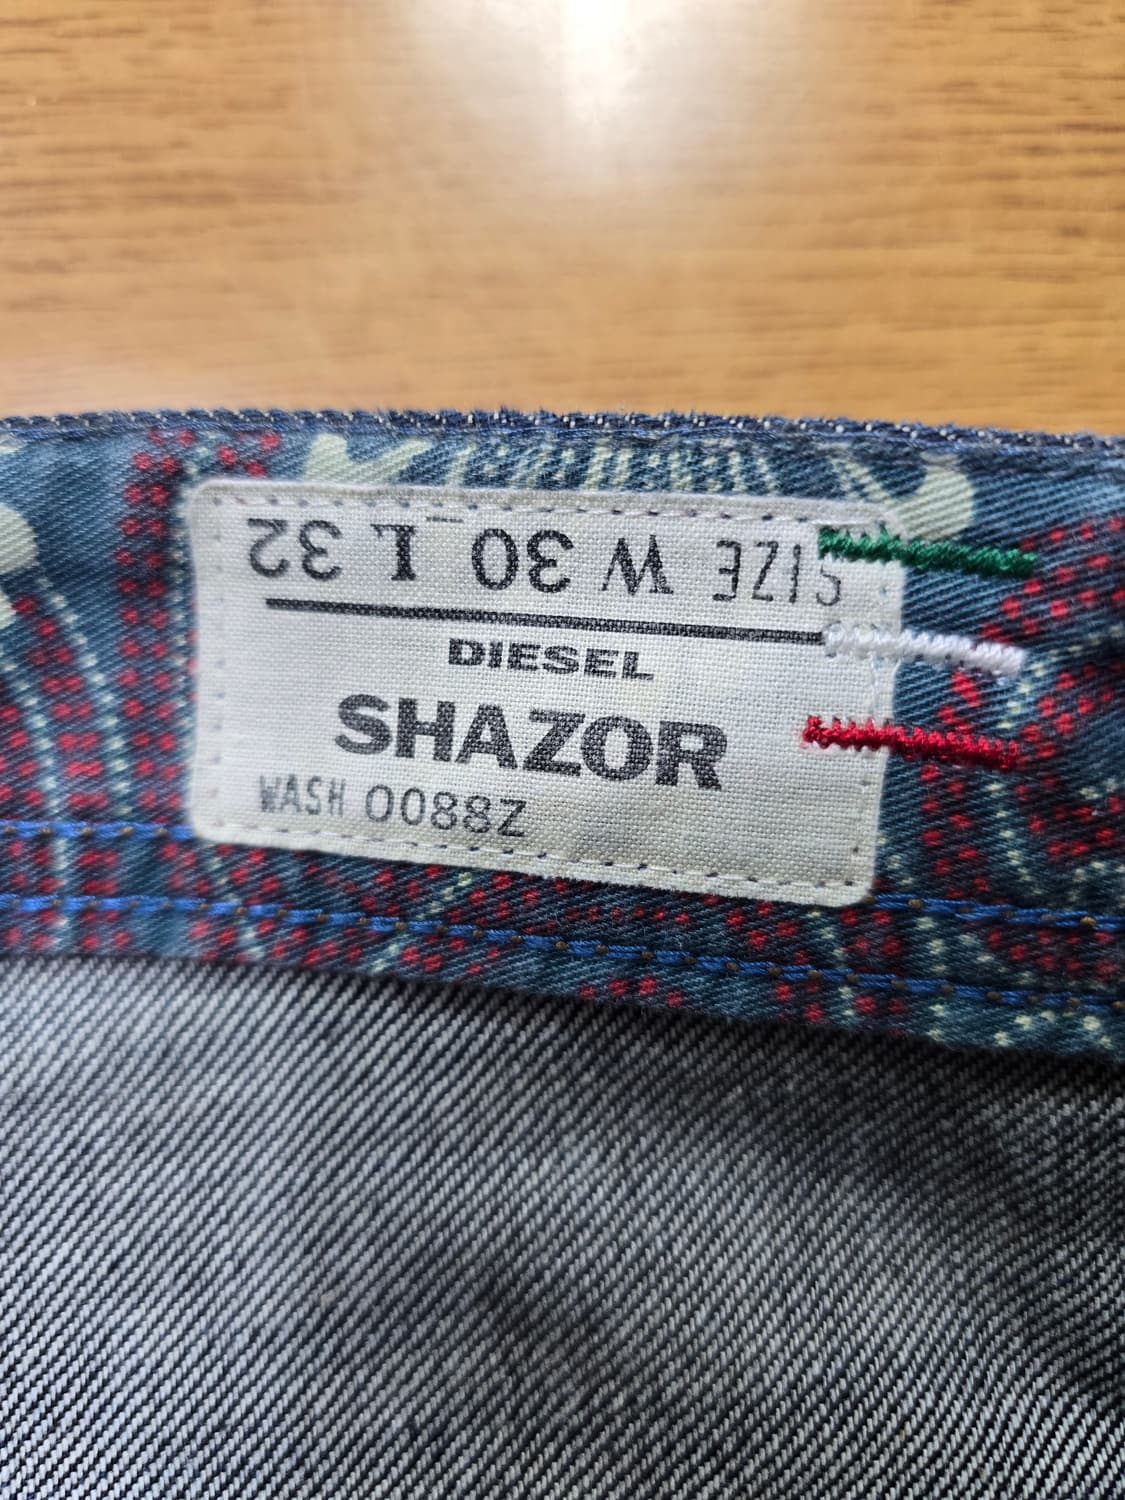 SIZE W 30 L 32
DIESEL
SHAZOR
WASH 0088Z